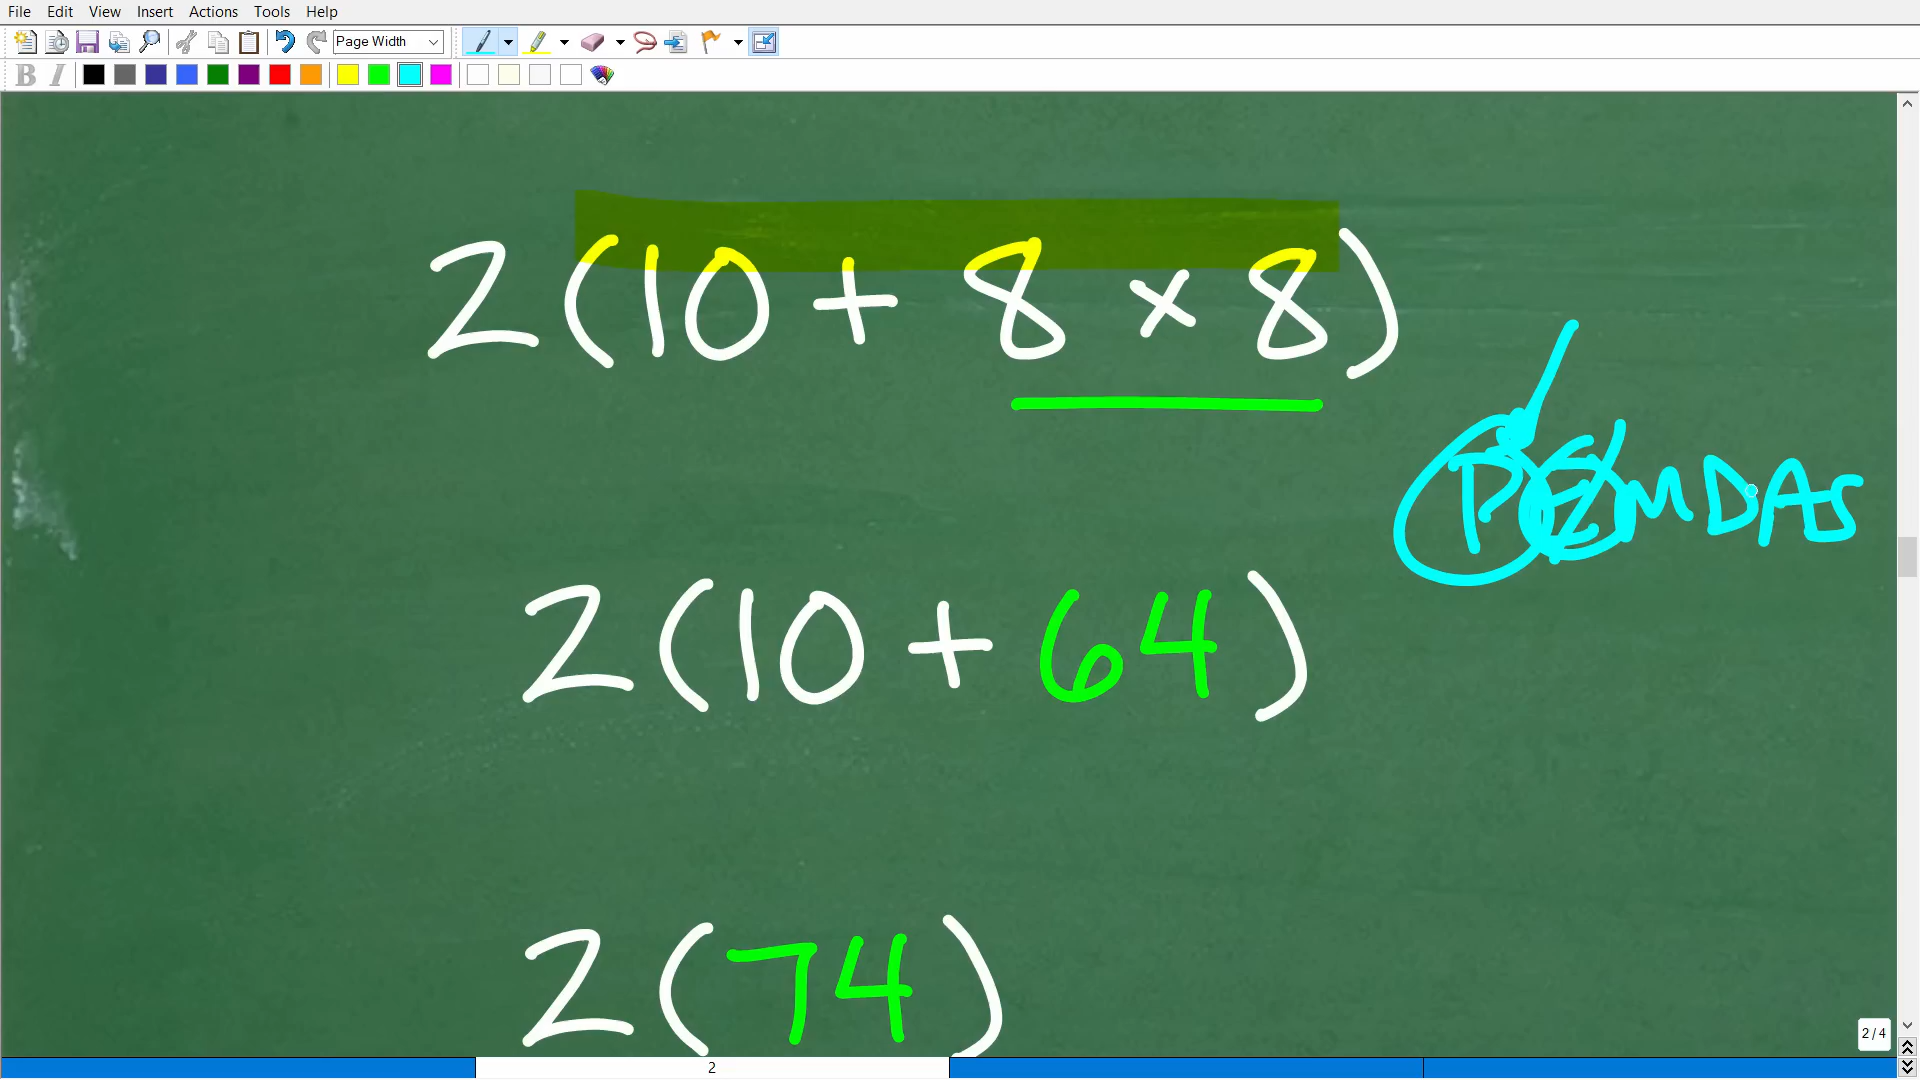 File Edit View Insert Actions Tools Help
Page Width
B I
2(10 + 8 × 8)
PEMDAS
2(10 + 64)
2(74)
2 / 4
2